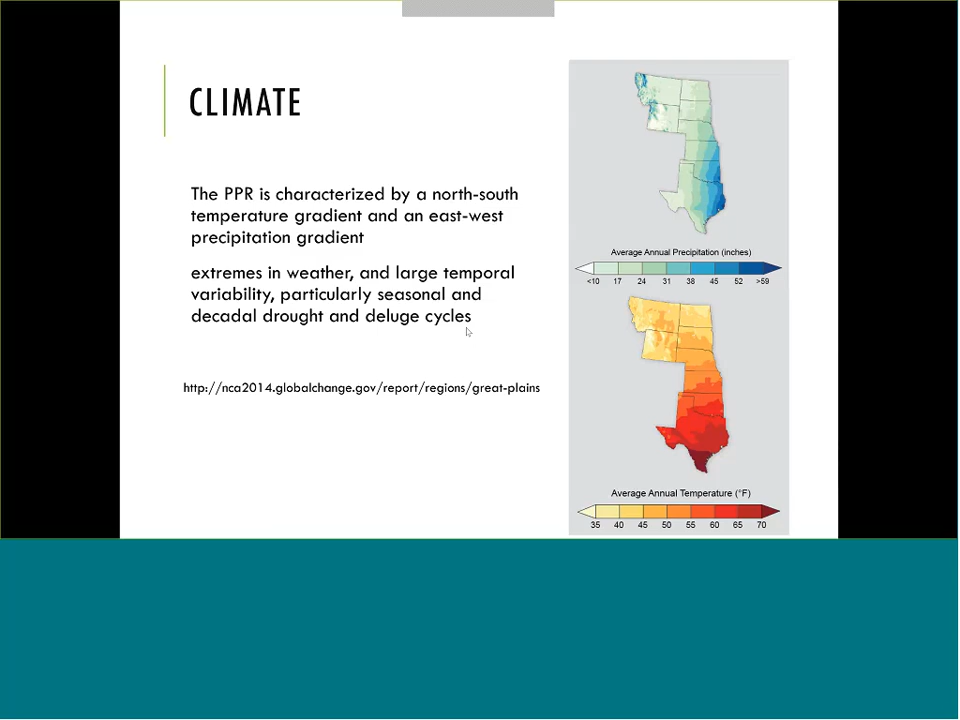 CLIMATE
The PPR is characterized by a north-south
temperature gradient and an east-west
precipitation gradient
extremes in weather, and large temporal
variability, particularly seasonal and
decadal drought and deluge cycles
http://nca2014.globalchange.gov/report/regions/great-plains
Average Annual Precipitation (inches)
<10 17 24 31 38 45 52 >59
Average Annual Temperature (°F)
35 40 45 50 55 60 65 70